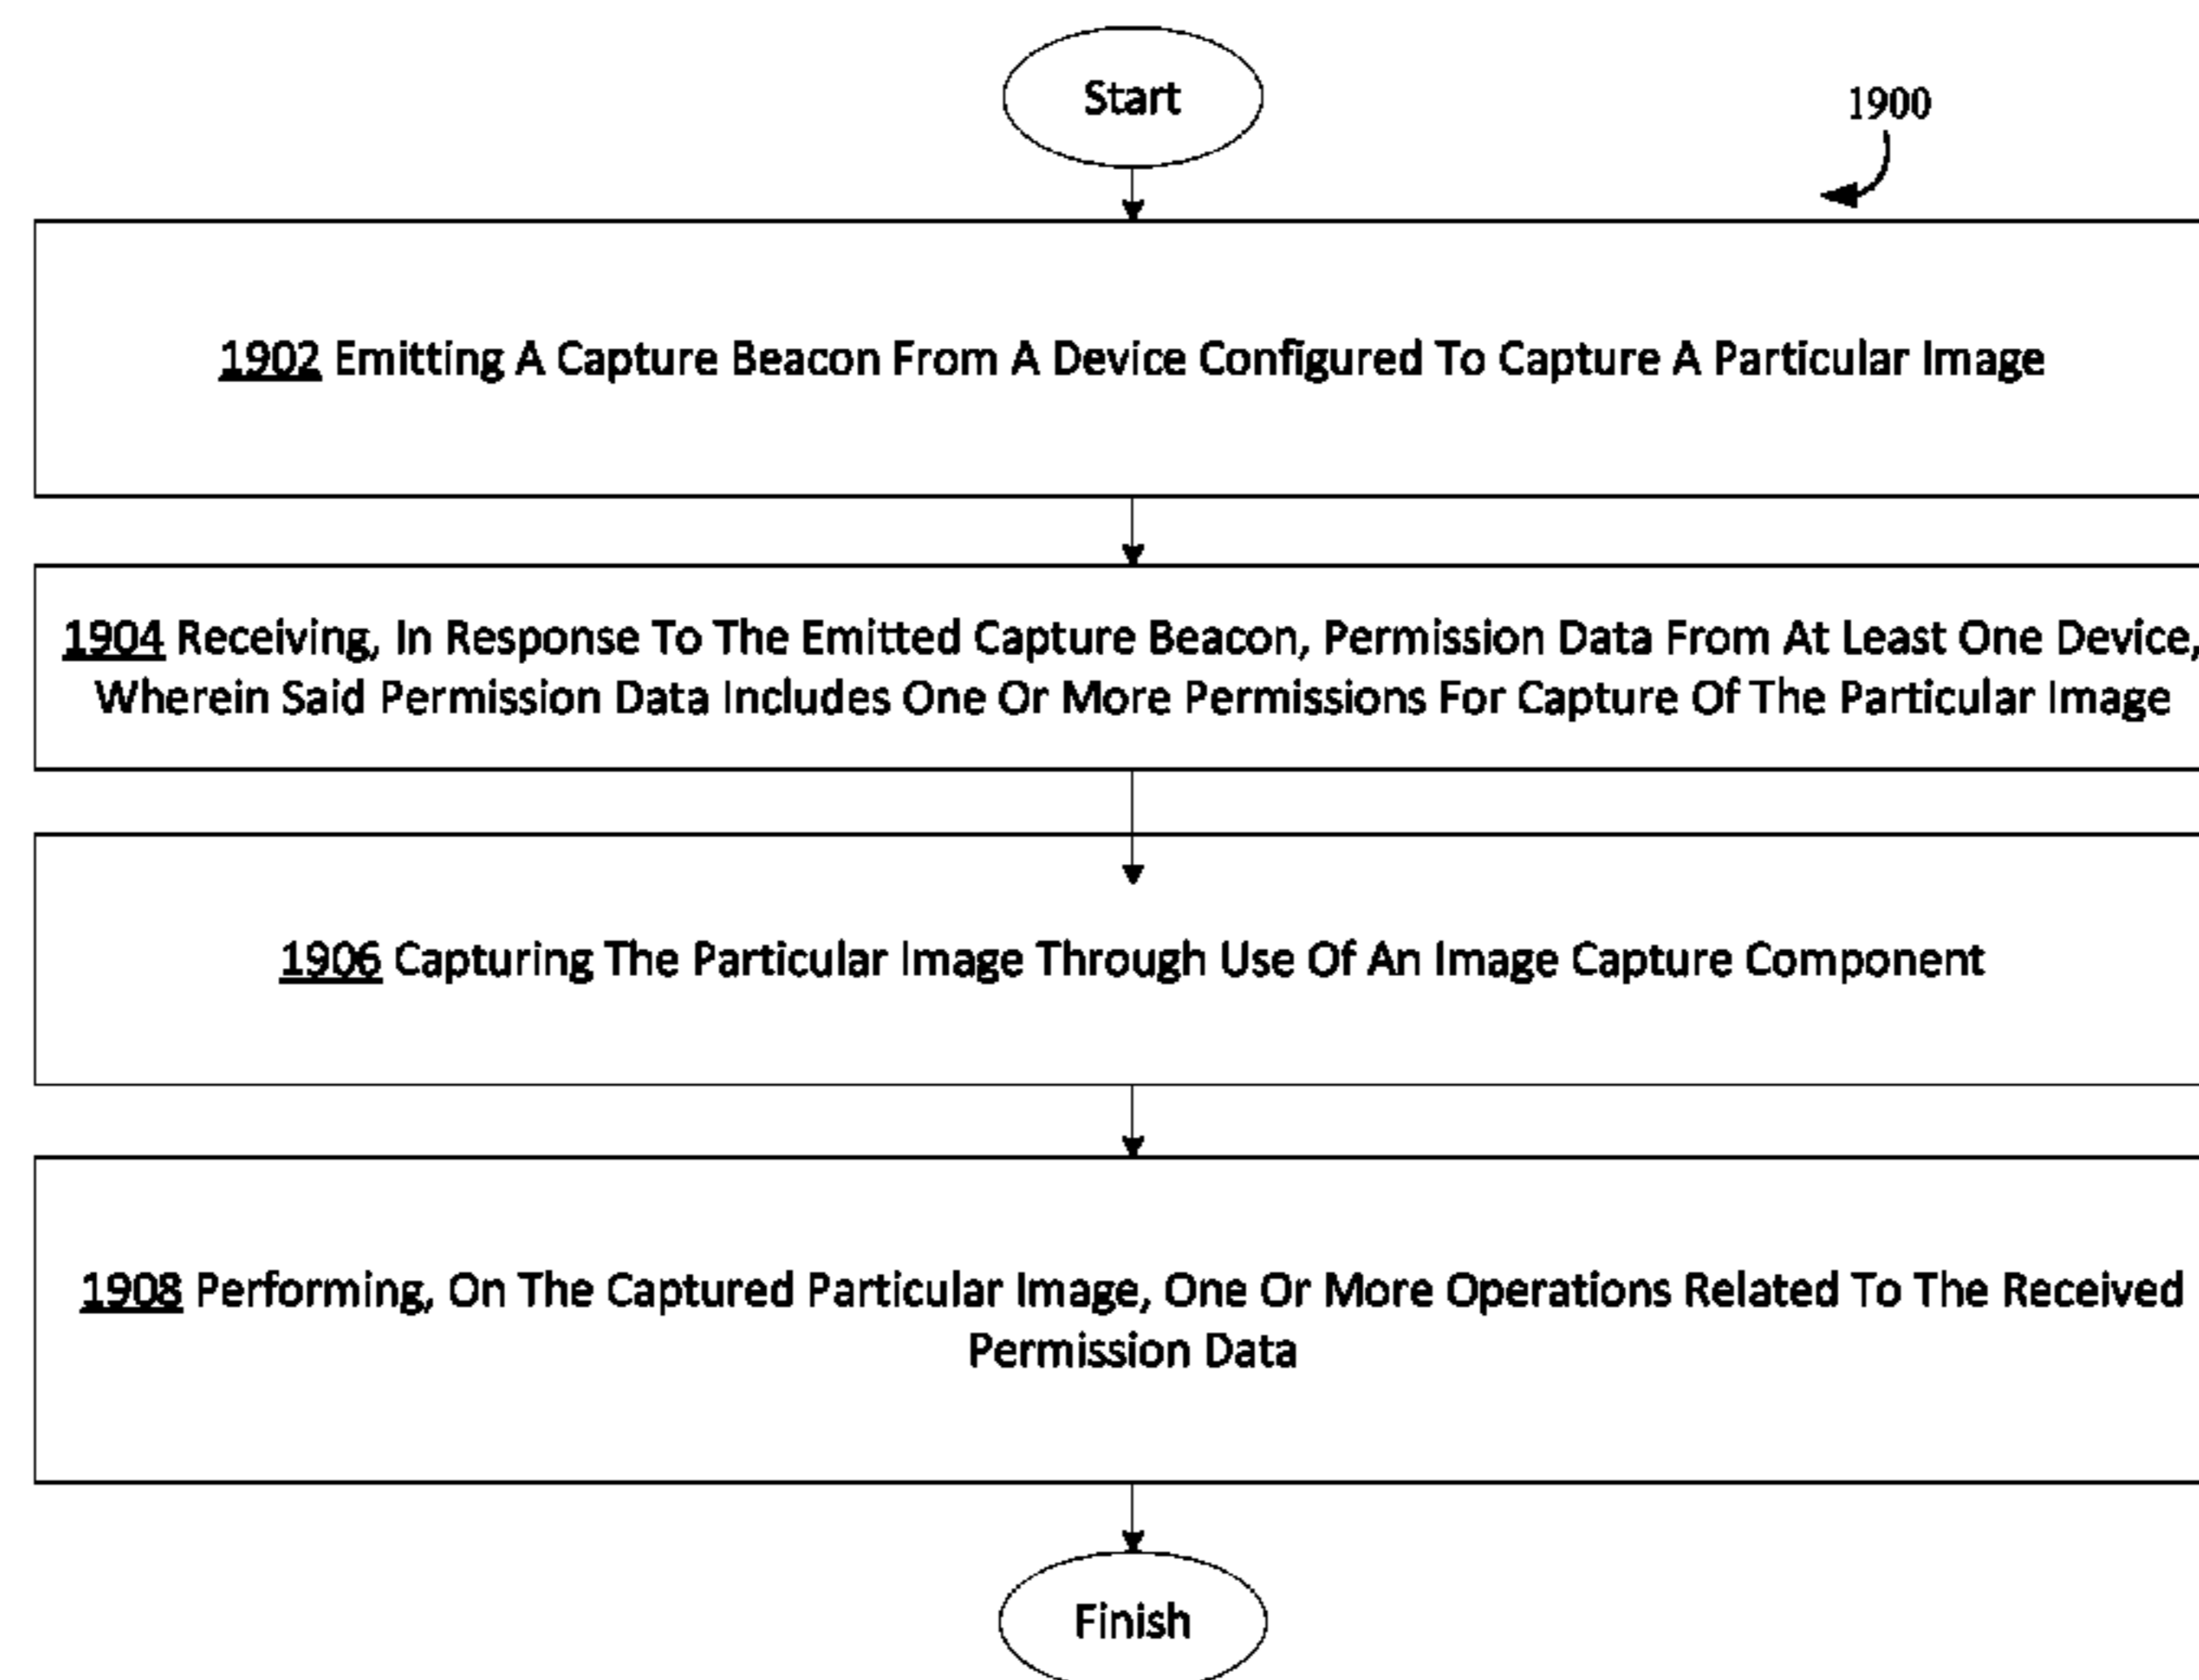 Start
1900
1902 Emitting A Capture Beacon From A Device Configured To Capture A Particular Image
1904 Receiving, In Response To The Emitted Capture Beacon, Permission Data From At Least One Device,
Wherein Said Permission Data Includes One Or More Permissions For Capture Of The Particular Image
1906 Capturing The Particular Image Through Use Of An Image Capture Component
1908 Performing, On The Captured Particular Image, One Or More Operations Related To The Received
Permission Data
Finish